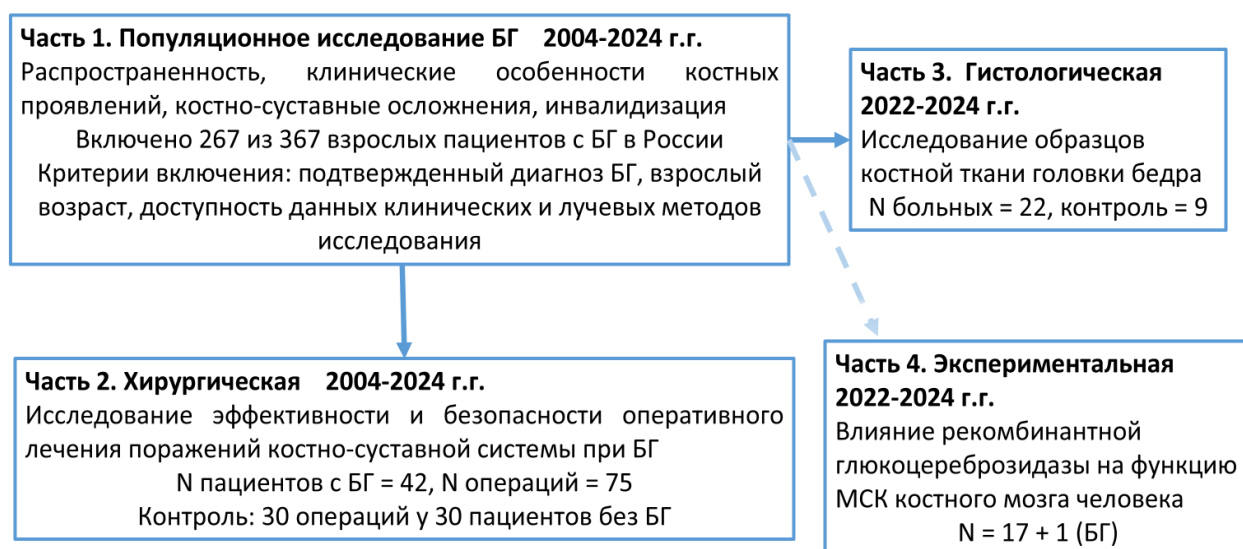 Часть 1. Популяционное исследование БГ 2004-2024 г.г.
Распространенность, клинические особенности костных
проявлений, костно-суставные осложнения, инвалидизация
Включено 267 из 367 взрослых пациентов с БГ в России
Критерии включения: подтвержденный диагноз БГ, взрослый
возраст, доступность данных клинических и лучевых методов
исследования
Часть 3. Гистологическая
2022-2024 г.г.
Исследование образцов
костной ткани головки бедра
N больных = 22, контроль = 9
Часть 2. Хирургическая 2004-2024 г.г.
Исследование эффективности и безопасности оперативного
лечения поражений костно-суставной системы при БГ
N пациентов с БГ = 42, N операций = 75
Контроль: 30 операций у 30 пациентов без БГ
Часть 4. Экспериментальная
2022-2024 г.г.
Влияние рекомбинантной
глюкоцереброзидазы на функцию
МСК костного мозга человека
N = 17 + 1 (БГ)